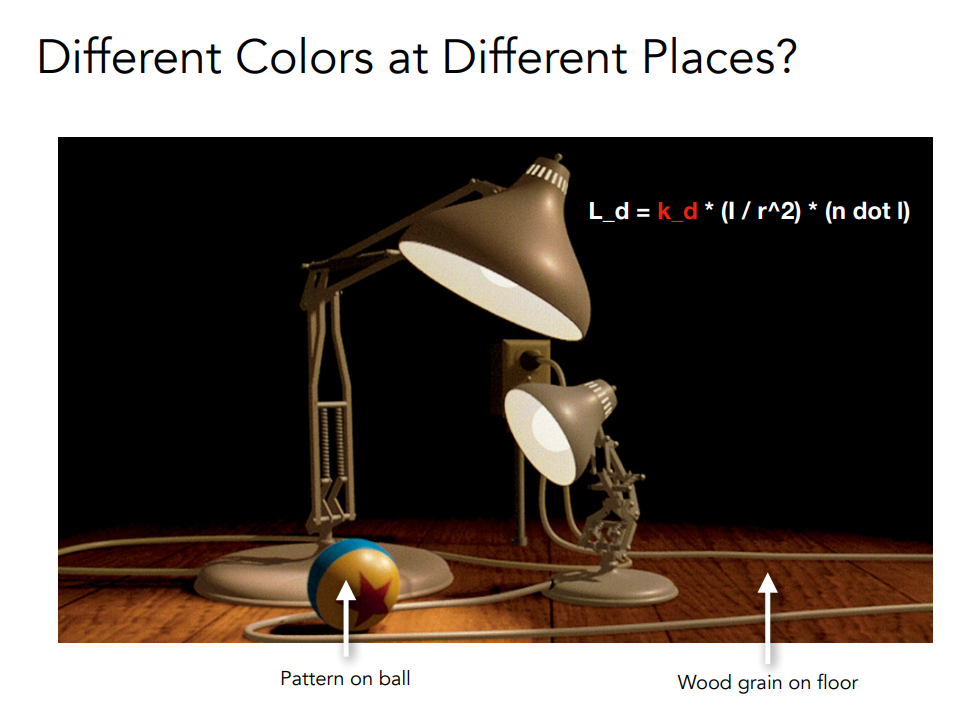 Different Colors at Different Places?
L_d = k_d * (I / r^2) * (n dot l)
Pattern on ball
Wood grain on floor